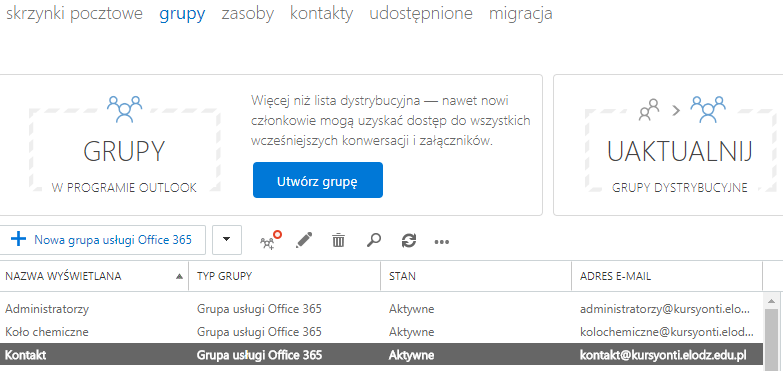 skrzynki pocztowe grupy zasoby kontakty udostępnione migracja
Więcej niż lista dystrybucyjna — nawet nowi
członkowie mogą uzyskać dostęp do wszystkich
wcześniejszych konwersacji i załączników.
GRUPY
W PROGRAMIE OUTLOOK
Utwórz grupę
UAKTUALNIJ
GRUPY DYSTRYBUCYJNE
Nowa grupa usługi Office 365
NAZWA WYŚWIETLANA TYP GRUPY STAN ADRES E-MAIL
Administratorzy Grupa usługi Office 365 Aktywne administratorzy@kursyonti.elo...
Koło chemiczne Grupa usługi Office 365 Aktywne kolochemiczne@kursyonti.elod...
Kontakt Grupa usługi Office 365 Aktywne kontakt@kursyonti.elodz.edu.pl